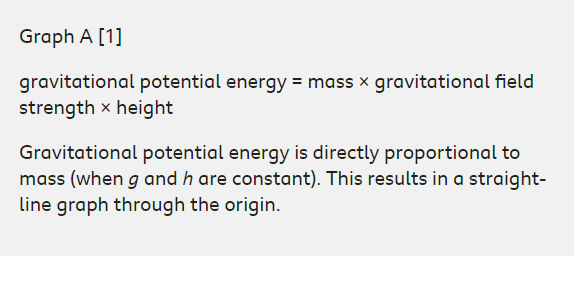 Graph A [1]
gravitational potential energy = mass × gravitational field
strength × height
Gravitational potential energy is directly proportional to
mass (when g and h are constant). This results in a straight-
line graph through the origin.